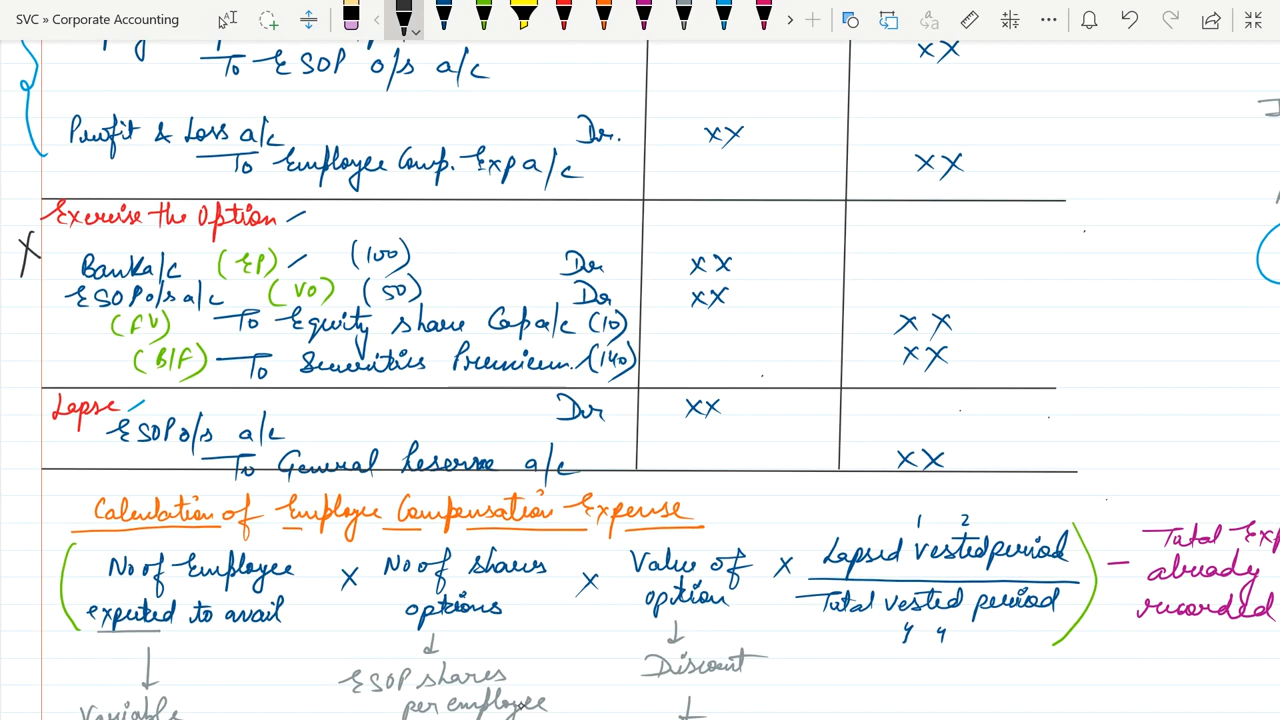 SVC » Corporate Accounting
To ESOP o/s a/c
XX
Profit & Loss a/c Dr. XX
To Employee Comp. Exp a/c XX
Exercise the Option
X
Bank a/c (EP) (100) Dr XX
ESOP o/s a/c (VO) (50) Dr XX
(FV) To Equity share Cap a/c (10) XX
(B/F) To Securities Premium (140) XX
Lapse
ESOP o/s a/c Dr XX
To General Reserve a/c XX
Calculation of Employee Compensation Expense
(No of Employee expected to avail × No of shares options × Value of option × Lapsed vested period
Total vested period) – Total Exp already recorded
1 2
4 4
ESOP shares per employee
Discount
Variable